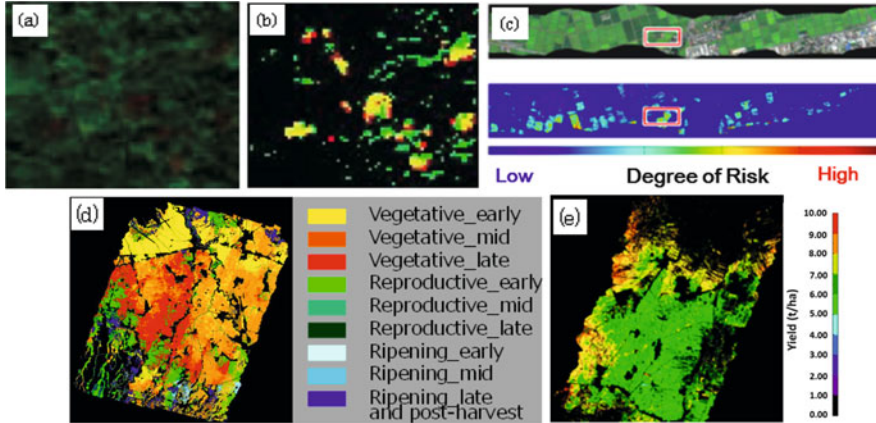 (a)
(b)
(c)
Low
Degree of Risk
High
(d)
Vegetative_early
Vegetative_mid
Vegetative_late
Reproductive_early
Reproductive_mid
Reproductive_late
Ripening_early
Ripening_mid
Ripening_late
and post-harvest
(e)
Yield (t/ha)
10.00
9.00
8.00
7.00
6.00
5.00
4.00
3.00
2.00
1.00
0.00